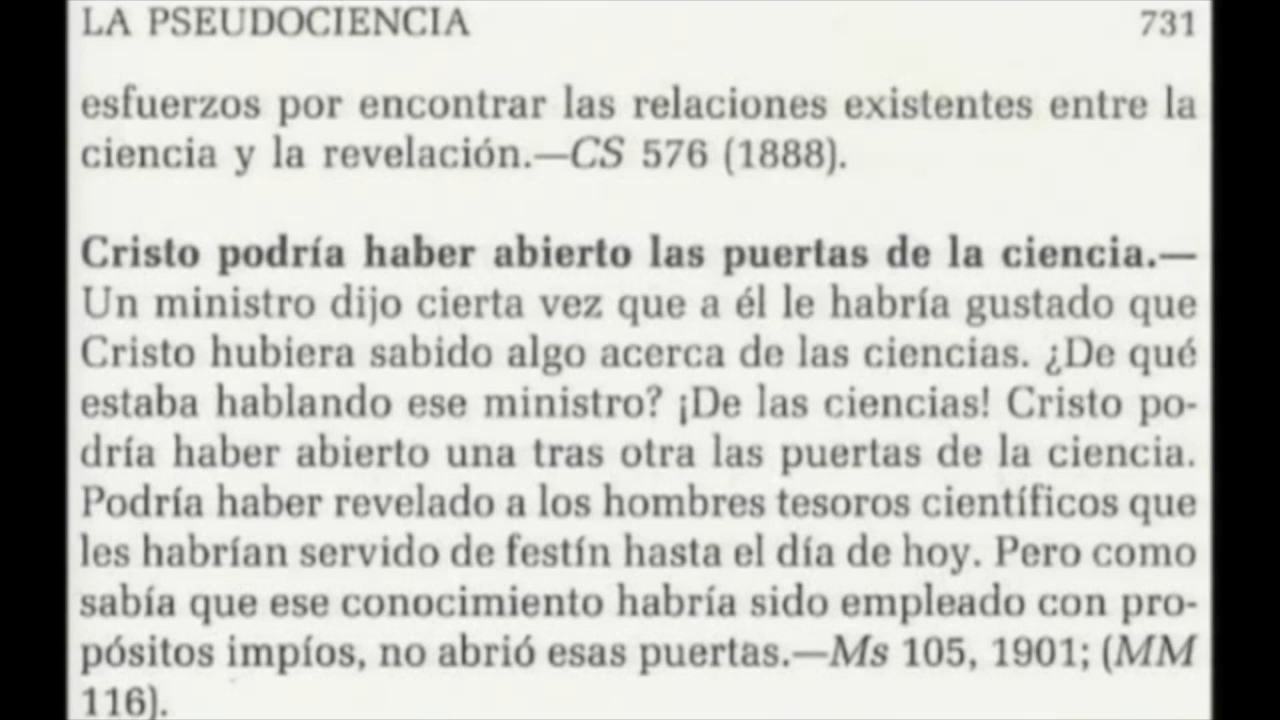 LA PSEUDOCIENCIA 731
esfuerzos por encontrar las relaciones existentes entre la
ciencia y la revelación.—CS 576 (1888).
Cristo podría haber abierto las puertas de la ciencia.—
Un ministro dijo cierta vez que a él le habría gustado que
Cristo hubiera sabido algo acerca de las ciencias. ¿De qué
estaba hablando ese ministro? ¡De las ciencias! Cristo po-
dría haber abierto una tras otra las puertas de la ciencia.
Podría haber revelado a los hombres tesoros científicos que
les habrían servido de festín hasta el día de hoy. Pero como
sabía que ese conocimiento habría sido empleado con pro-
pósitos impíos, no abrió esas puertas.—Ms 105, 1901; (MM
116).